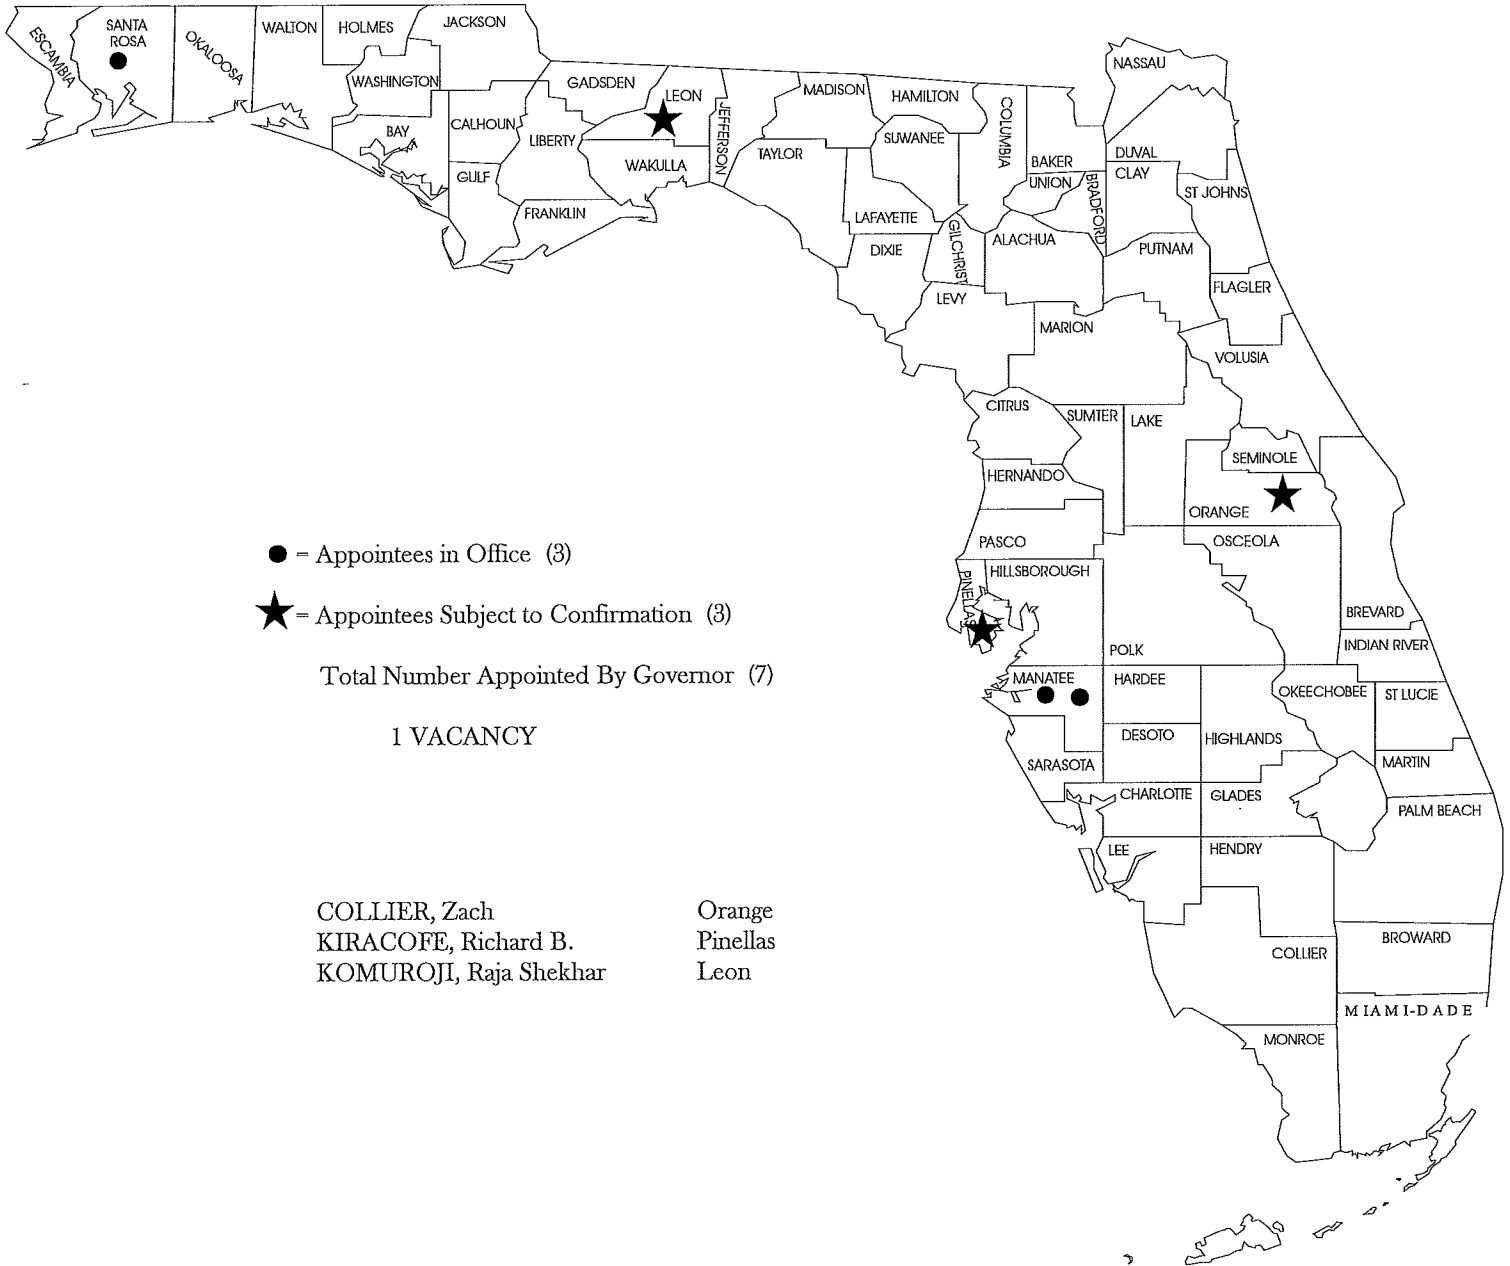 ESCAMBIA
SANTA
ROSA
OKALOOSA
WALTON
HOLMES
JACKSON
WASHINGTON
BAY
CALHOUN
GULF
GADSDEN
LIBERTY
FRANKLIN
LEON
WAKULLA
JEFFERSON
MADISON
TAYLOR
HAMILTON
SUWANEE
LAFAYETTE
DIXIE
COLUMBIA
GILCHRIST
LEVY
NASSAU
BAKER
UNION
BRADFORD
ALACHUA
DUVAL
CLAY
ST JOHNS
PUTNAM
FLAGLER
MARION
VOLUSIA
CITRUS
SUMTER
LAKE
SEMINOLE
HERNANDO
ORANGE
PASCO
OSCEOLA
PINELLAS
HILLSBOROUGH
BREVARD
POLK
INDIAN RIVER
MANATEE
HARDEE
OKEECHOBEE
ST LUCIE
DESOTO
HIGHLANDS
SARASOTA
MARTIN
CHARLOTTE
GLADES
PALM BEACH
LEE
HENDRY
BROWARD
COLLIER
MIAMI-DADE
MONROE
= Appointees in Office (3)
= Appointees Subject to Confirmation (3)
Total Number Appointed By Governor (7)
1 VACANCY
COLLIER, Zach Orange
KIRACOFE, Richard B. Pinellas
KOMUROJI, Raja Shekhar Leon